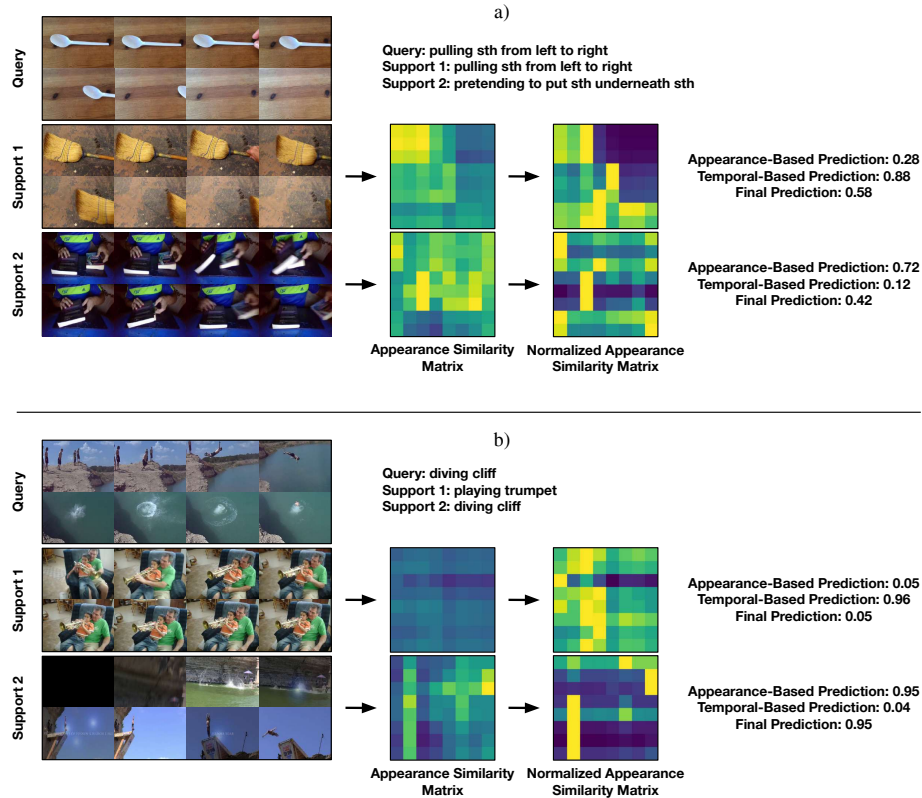 a)
Query
Support 1
Support 2
Query: pulling sth from left to right
Support 1: pulling sth from left to right
Support 2: pretending to put sth underneath sth
Appearance-Based Prediction: 0.28
Temporal-Based Prediction: 0.88
Final Prediction: 0.58
Appearance-Based Prediction: 0.72
Temporal-Based Prediction: 0.12
Final Prediction: 0.42
Appearance Similarity
Matrix
Normalized Appearance
Similarity Matrix
b)
Query
Support 1
Support 2
Query: diving cliff
Support 1: playing trumpet
Support 2: diving cliff
Appearance-Based Prediction: 0.05
Temporal-Based Prediction: 0.96
Final Prediction: 0.05
Appearance-Based Prediction: 0.95
Temporal-Based Prediction: 0.04
Final Prediction: 0.95
Appearance Similarity
Matrix
Normalized Appearance
Similarity Matrix